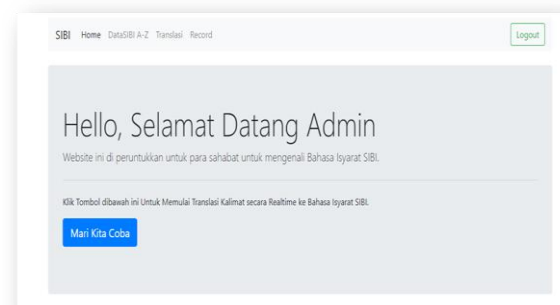 SIBI Home DataSIBI A-Z Translasi Record Logout
Hello, Selamat Datang Admin
Website ini di peruntukkan untuk para sahabat untuk mengenali Bahasa Isyarat SIBI.
Klik Tombol dibawah ini Untuk Memulai Translasi Kalimat secara Realtime ke Bahasa Isyarat SIBI.
Mari Kita Coba